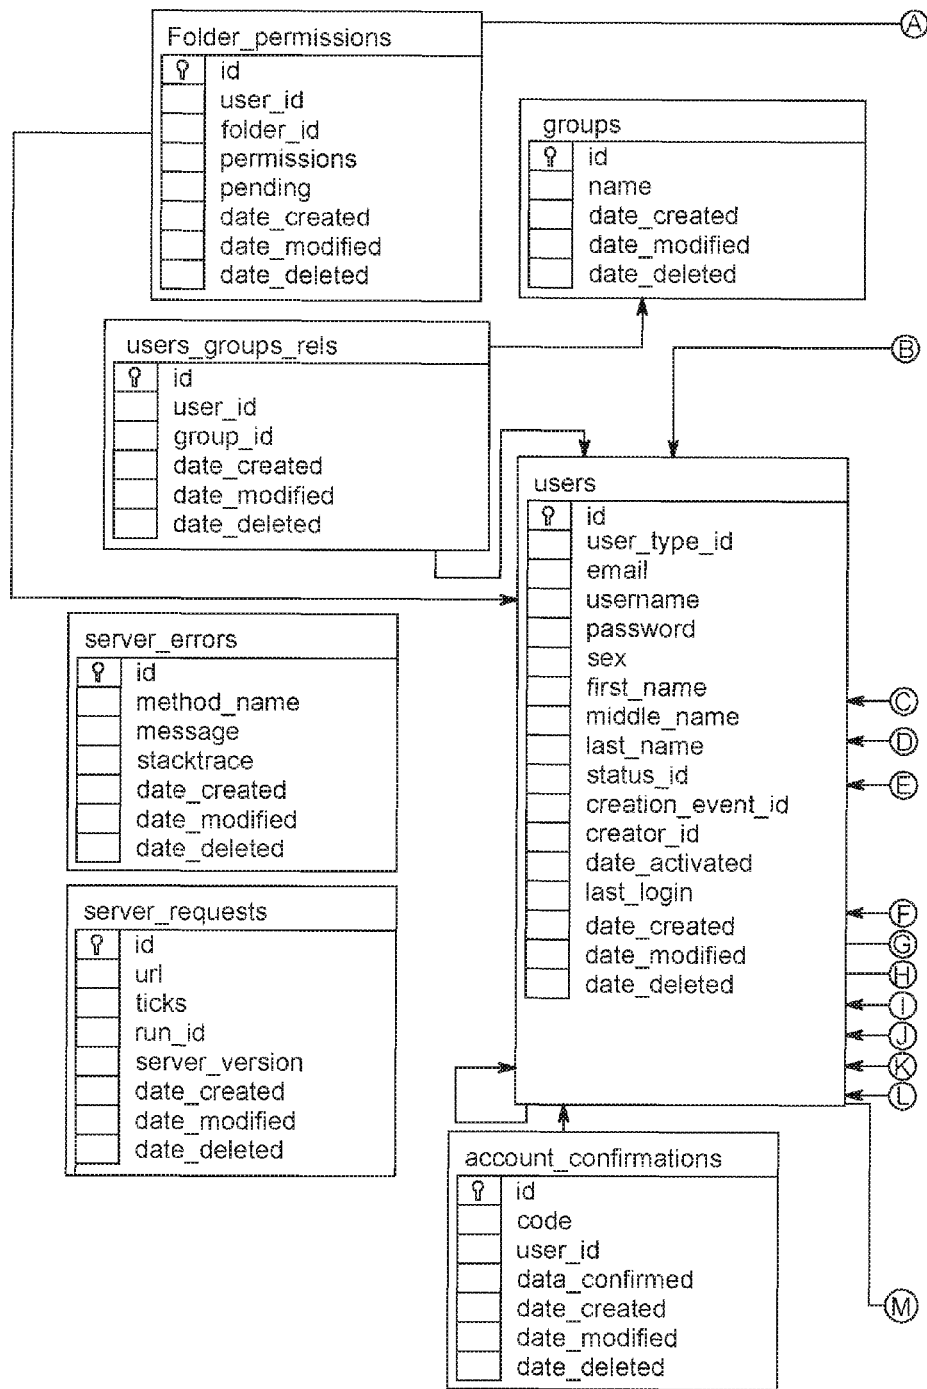 Folder_permissions
id
user_id
folder_id
permissions
pending
date_created
date_modified
date_deleted
A
groups
id
name
date_created
date_modified
date_deleted
users_groups_rels
id
user_id
group_id
date_created
date_modified
date_deleted
B
users
id
user_type_id
email
username
password
sex
first_name
middle_name
last_name
status_id
creation_event_id
creator_id
date_activated
last_login
date_created
date_modified
date_deleted
C
D
E
F
G
H
I
J
K
L
server_errors
id
method_name
message
stacktrace
date_created
date_modified
date_deleted
server_requests
id
url
ticks
run_id
server_version
date_created
date_modified
date_deleted
account_confirmations
id
code
user_id
data_confirmed
date_created
date_modified
date_deleted
M